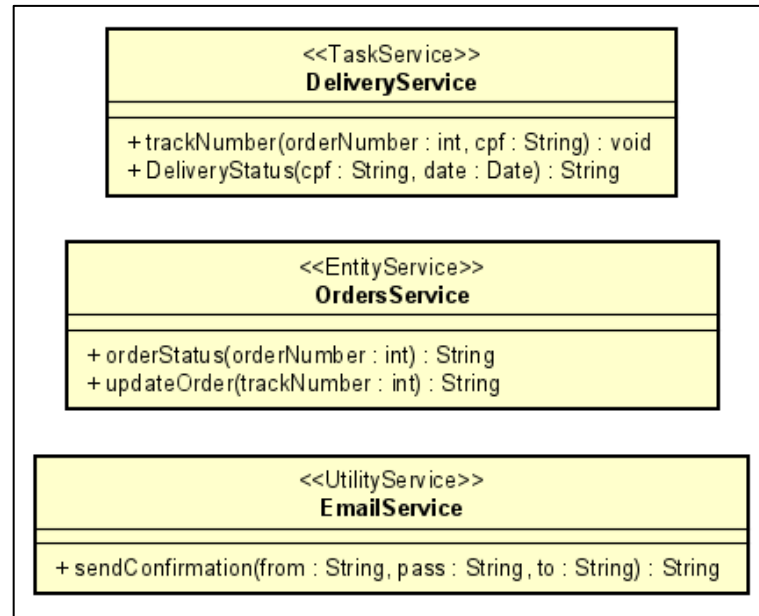 <<TaskService>>
DeliveryService
+ trackNumber(orderNumber : int, cpf : String) : void
+ DeliveryStatus(cpf : String, date : Date) : String
<<EntityService>>
OrdersService
+ orderStatus(orderNumber : int) : String
+ updateOrder(trackNumber : int) : String
<<UtilityService>>
EmailService
+ sendConfirmation(from : String, pass : String, to : String) : String